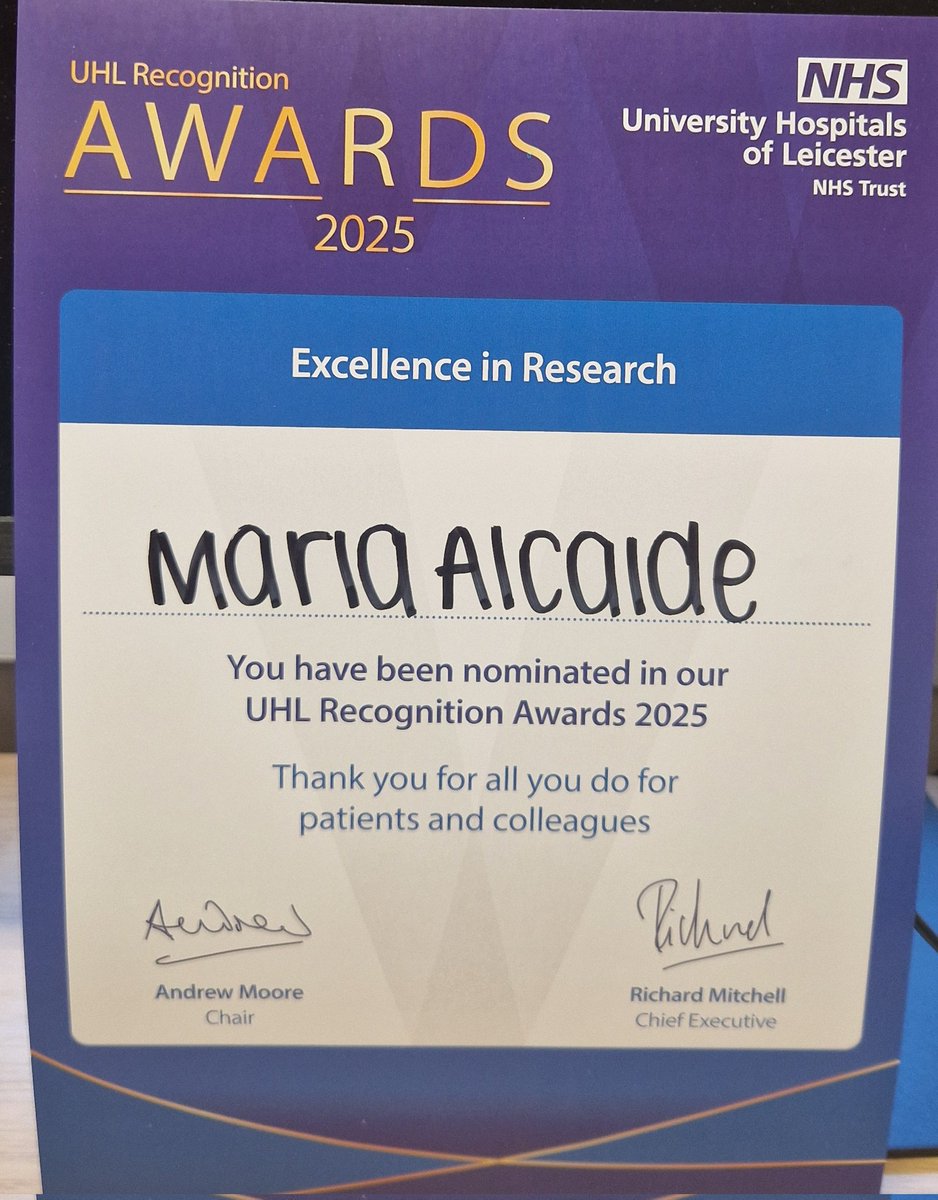 UHL Recognition
AWARDS
2025
NHS
University Hospitals
of Leicester
NHS Trust
Excellence in Research
Maria Alcaide
You have been nominated in our
UHL Recognition Awards 2025
Thank you for all you do for
patients and colleagues
Andrew
Richard
Andrew Moore
Chair
Richard Mitchell
Chief Executive